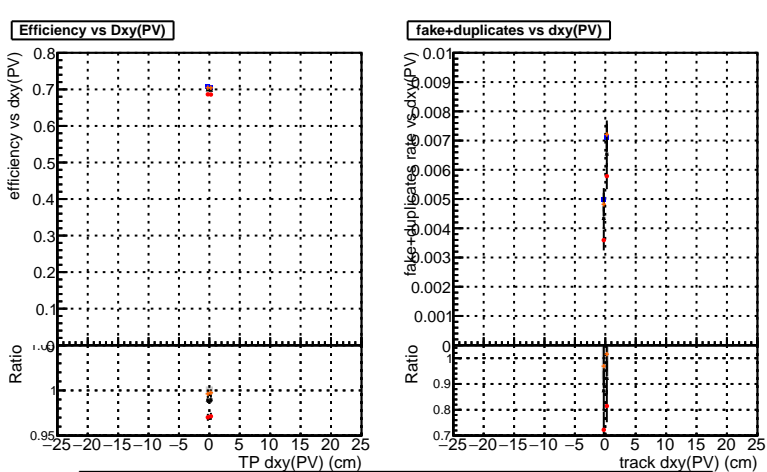 Efficiency vs Dxy(PV)
efficiency vs dxy(PV)
0.8
0.7
0.6
0.5
0.4
0.3
0.2
0.1
0
Ratio
1
0.95
−25 −20 −15 −10 −5 0 5 10 15 20 25
TP dxy(PV) (cm)
fake+duplicates vs dxy(PV)
fake+duplicates rate vs dxy(PV)
0.01
0.009
0.008
0.007
0.006
0.005
0.004
0.003
0.002
0.001
0
Ratio
1
0.9
0.8
0.7
−25 −20 −15 −10 −5 0 5 10 15 20 25
track dxy(PV) (cm)